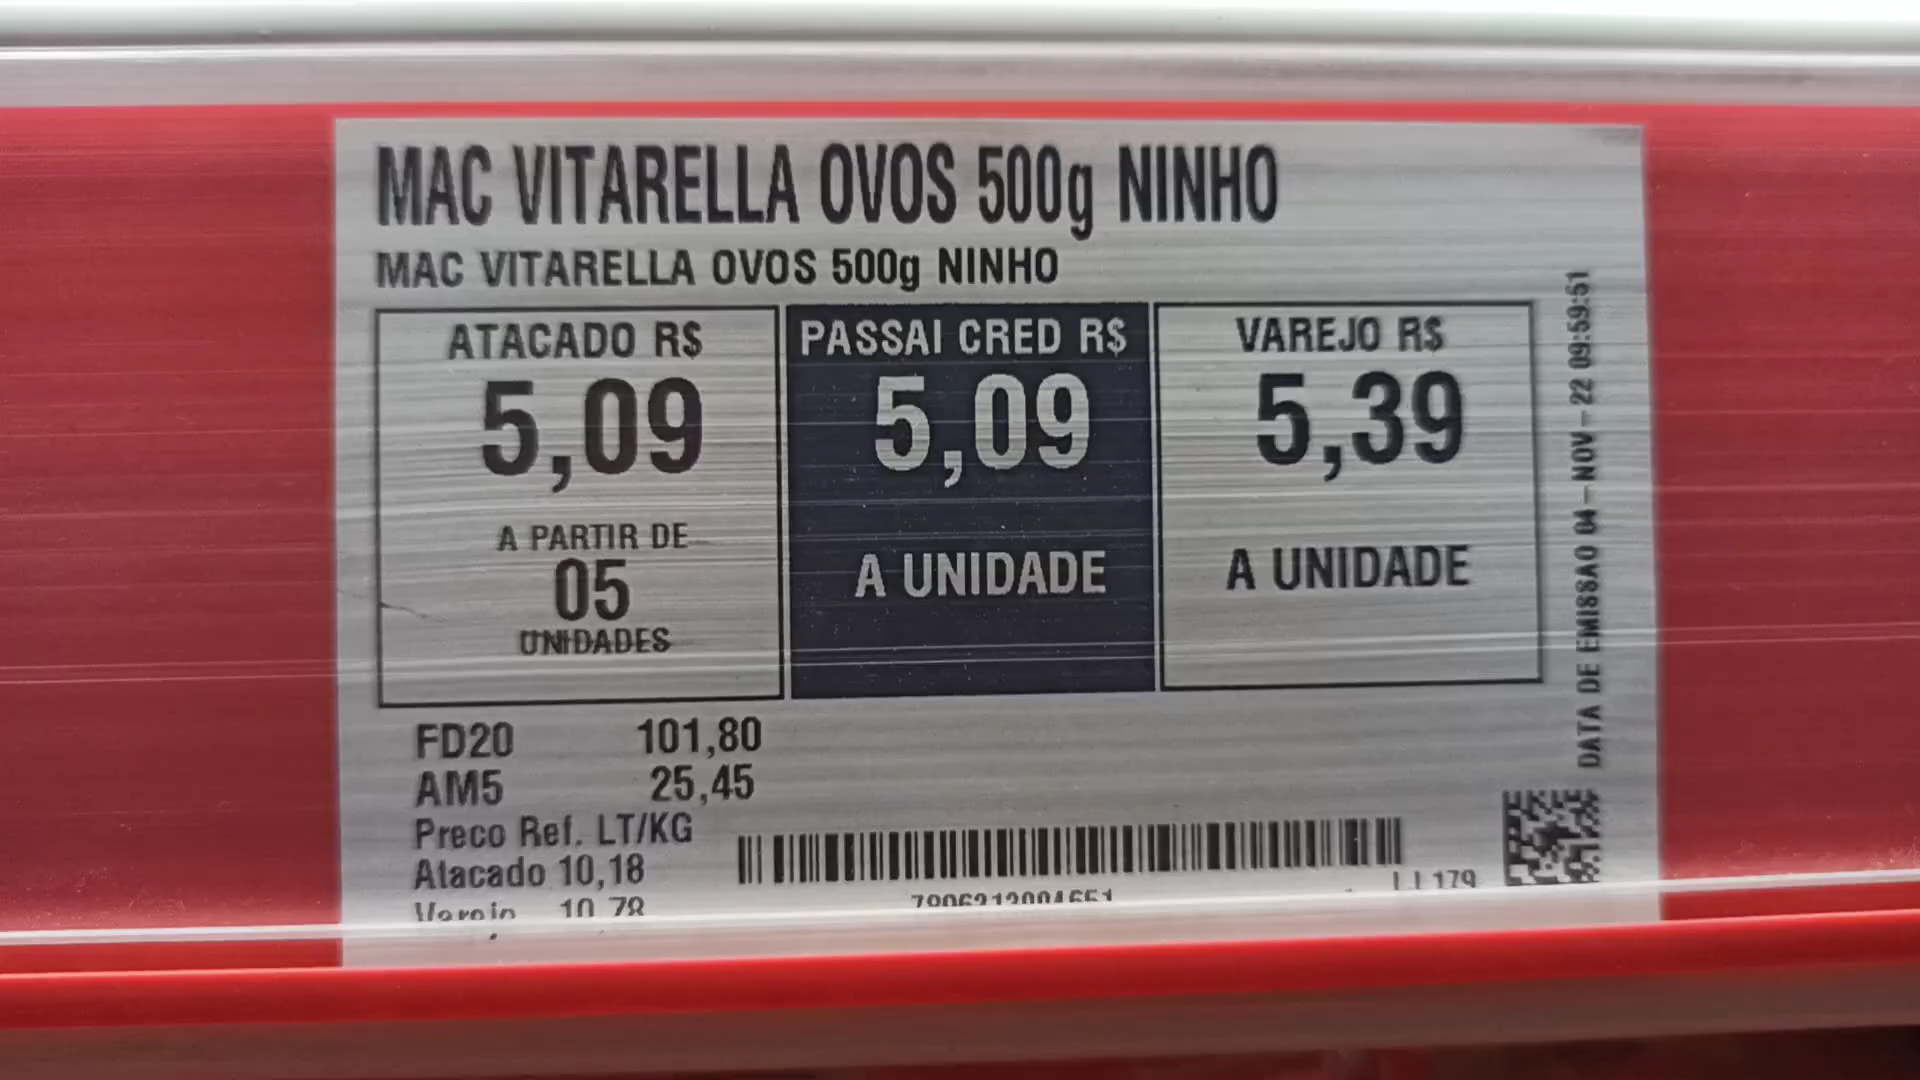 MAC VITARELLA OVOS 500g NINHO
MAC VITARELLA OVOS 500g NINHO
ATACADO R$
5,09
A PARTIR DE
05
UNIDADES
PASSAI CRED R$
5,09
A UNIDADE
VAREJO R$
5,39
A UNIDADE
DATA DE EMISSAO 04-NOV-22 09:59:51
FD20 101,80
AM5 25,45
Preco Ref. LT/KG
Atacado 10,18
Varejo 10,78